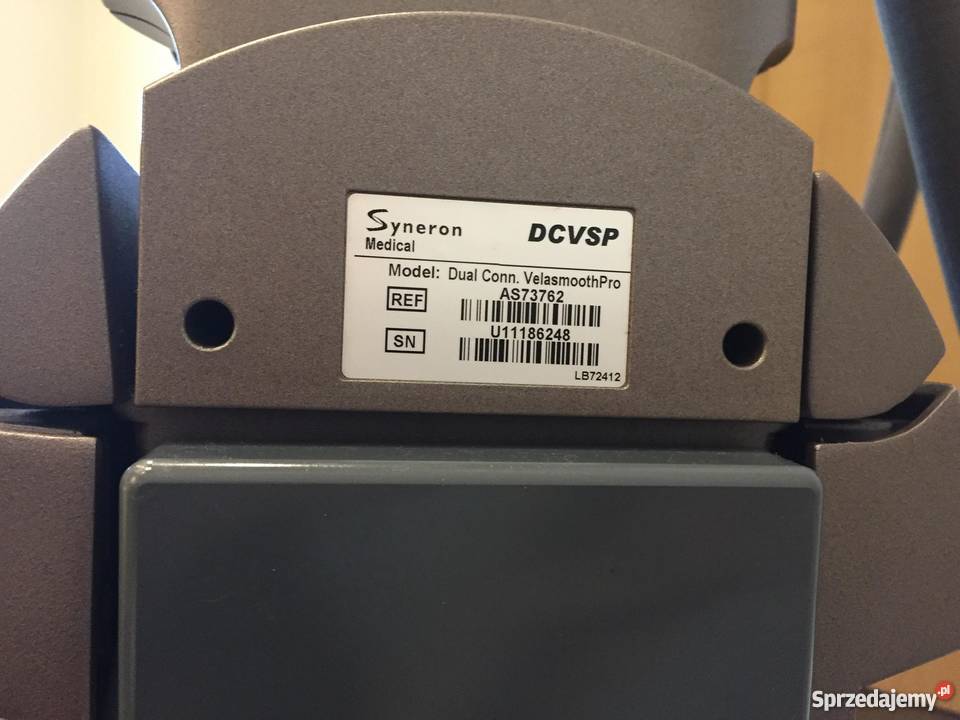 Syneron
Medical
DCVSP
Model: Dual Conn. VelasmoothPro
REF
AS73762
SN
U11186248
LB72412
Sprzedajemy.pl